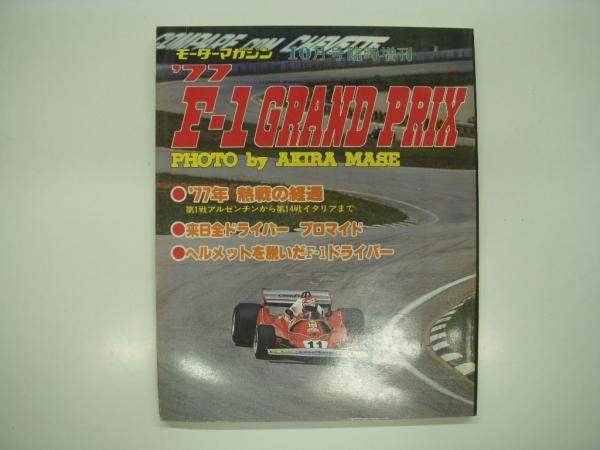 COMPARE any CHEVETTE
モーターマガジン 10月号臨時増刊
'77
F-1 GRAND PRIX
PHOTO by AKIRA MASE
●'77年 熱戦の経過
第1戦アルゼンチンから第14戦イタリアまで
●来日全ドライバー ブロマイド
●ヘルメットを脱いだF-1ドライバー
11